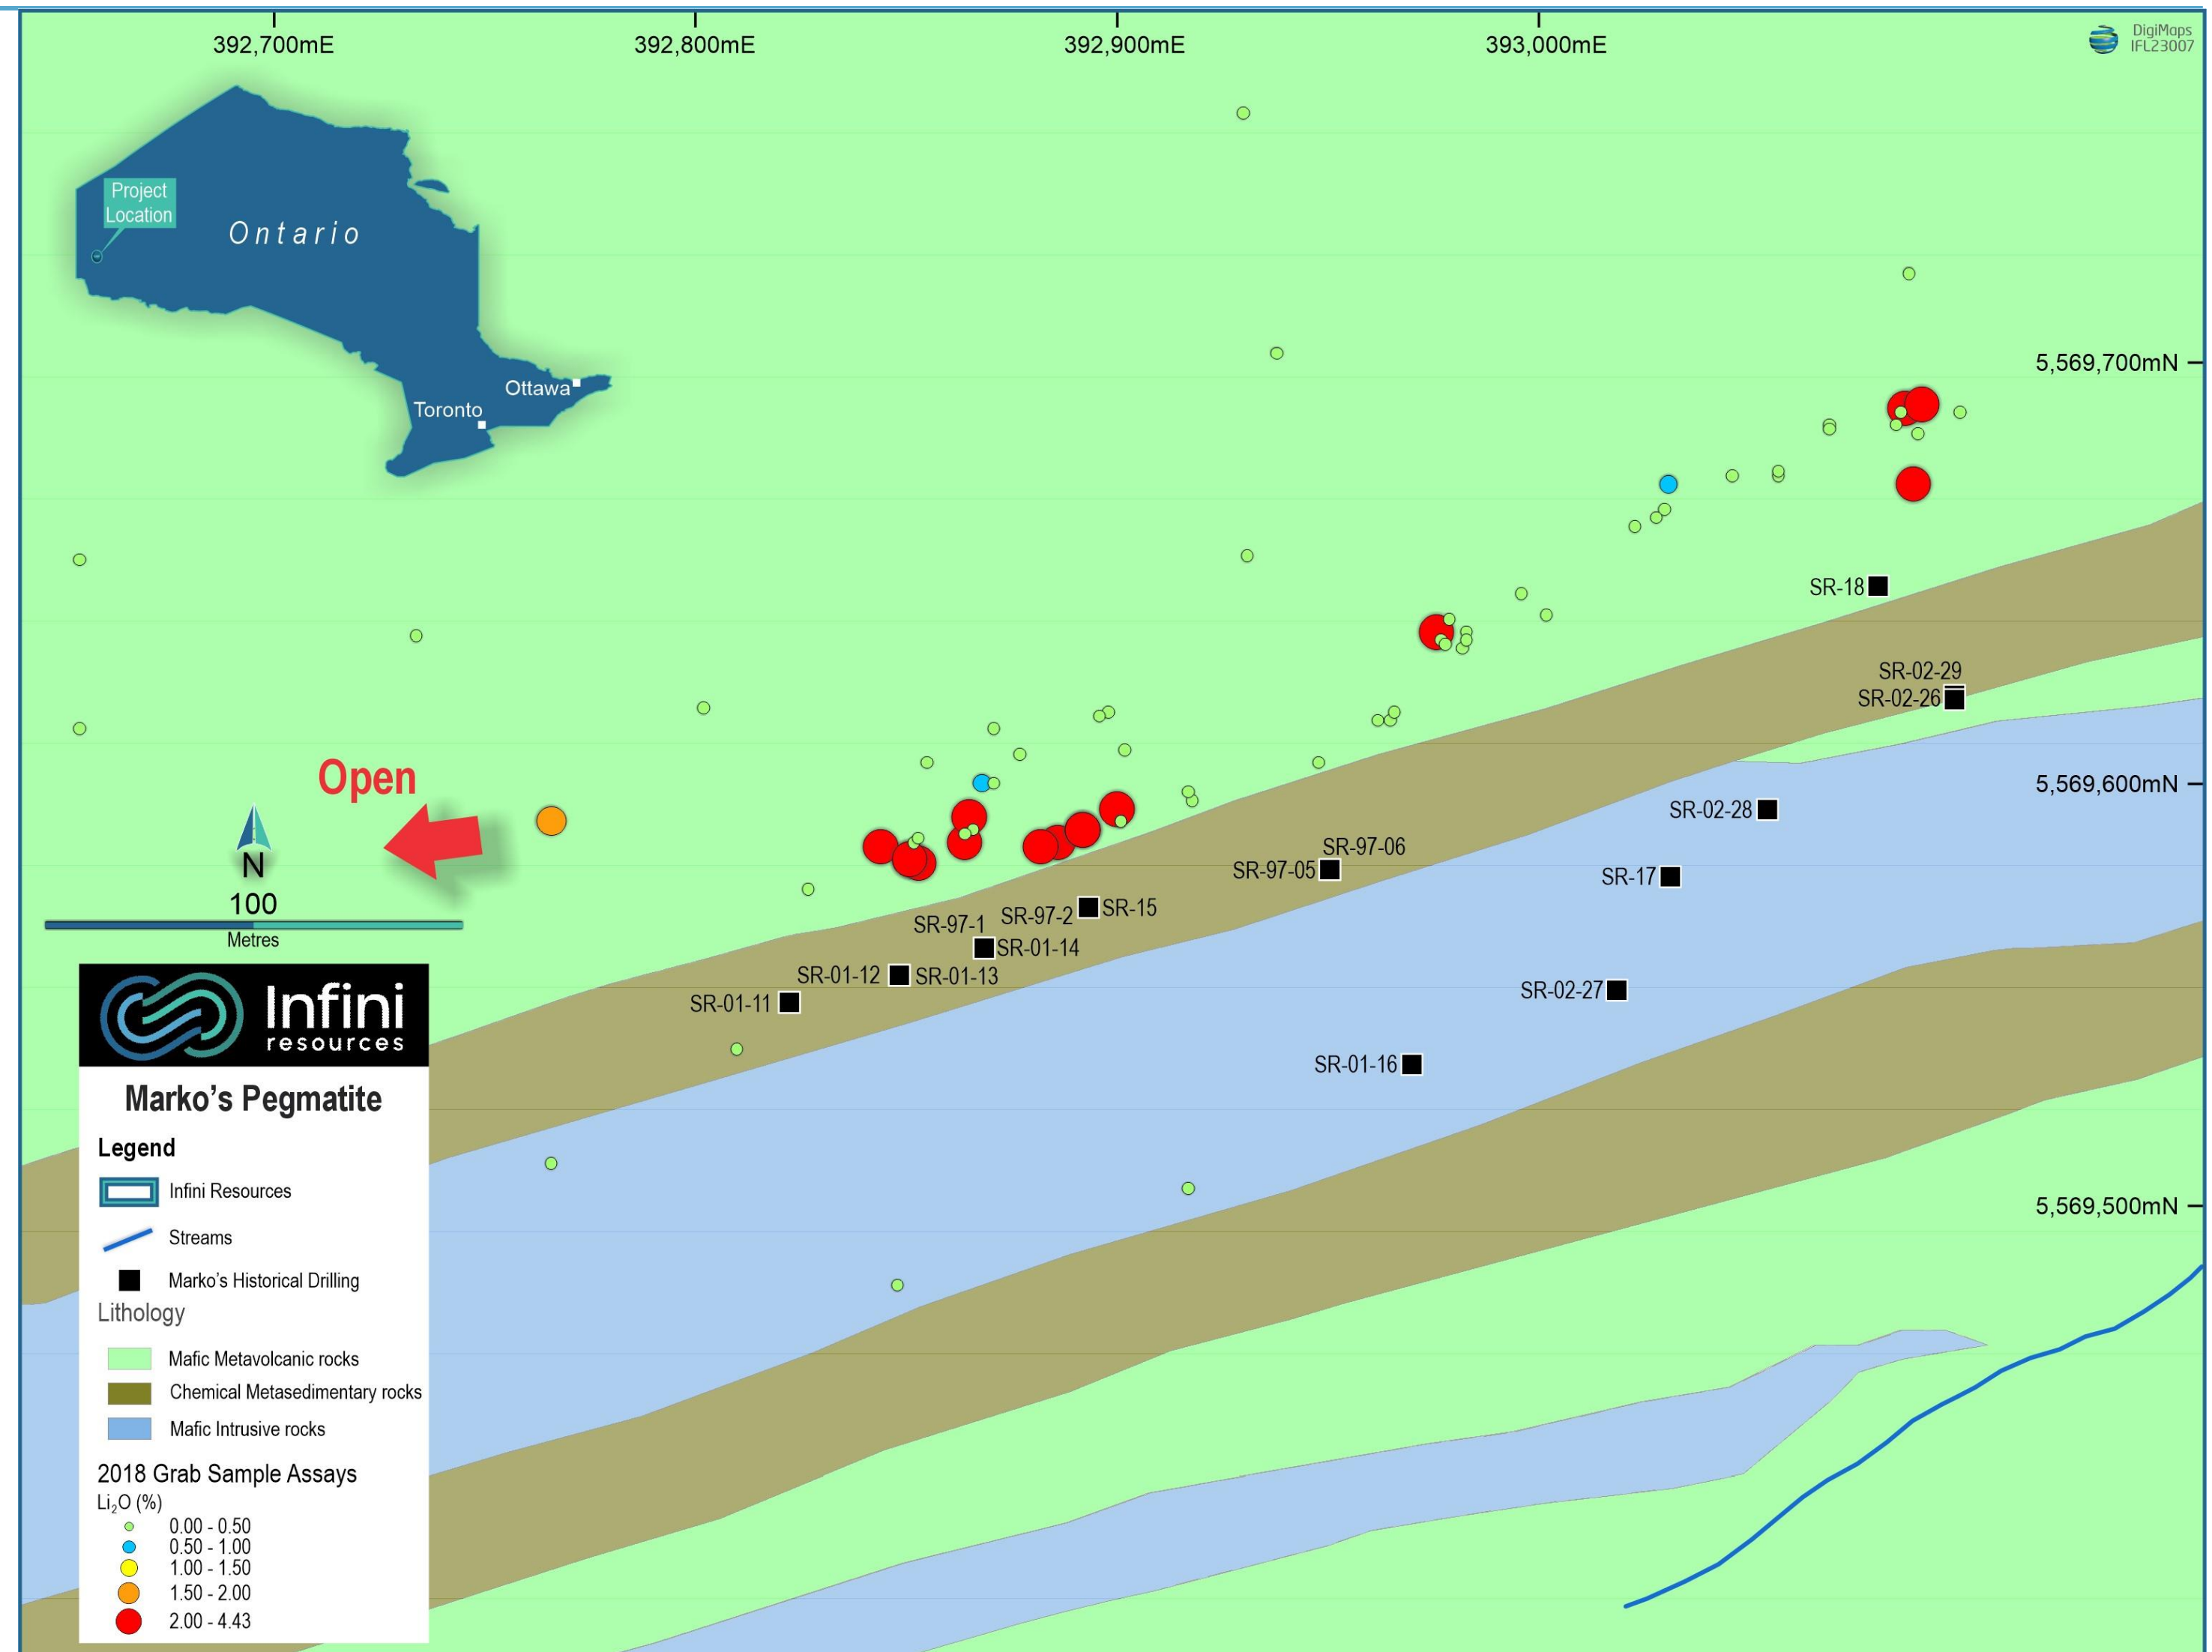 392,700mE
392,800mE
392,900mE
393,000mE
DigiMaps
IFL23007
Project
Location
Ontario
Ottawa
Toronto
5,569,700mN
SR-18
SR-02-29
SR-02-26
Open
5,569,600mN
SR-02-28
SR-97-06
SR-97-05
SR-17
N
100
Metres
SR-97-1
SR-97-2
SR-15
SR-01-14
SR-01-12
SR-01-13
SR-01-11
SR-02-27
SR-01-16
Infini
resources
Marko's Pegmatite
Legend
Infini Resources
Streams
Marko's Historical Drilling
Lithology
Mafic Metavolcanic rocks
Chemical Metasedimentary rocks
Mafic Intrusive rocks
2018 Grab Sample Assays
Li₂O (%)
0.00 - 0.50
0.50 - 1.00
1.00 - 1.50
1.50 - 2.00
2.00 - 4.43
5,569,500mN